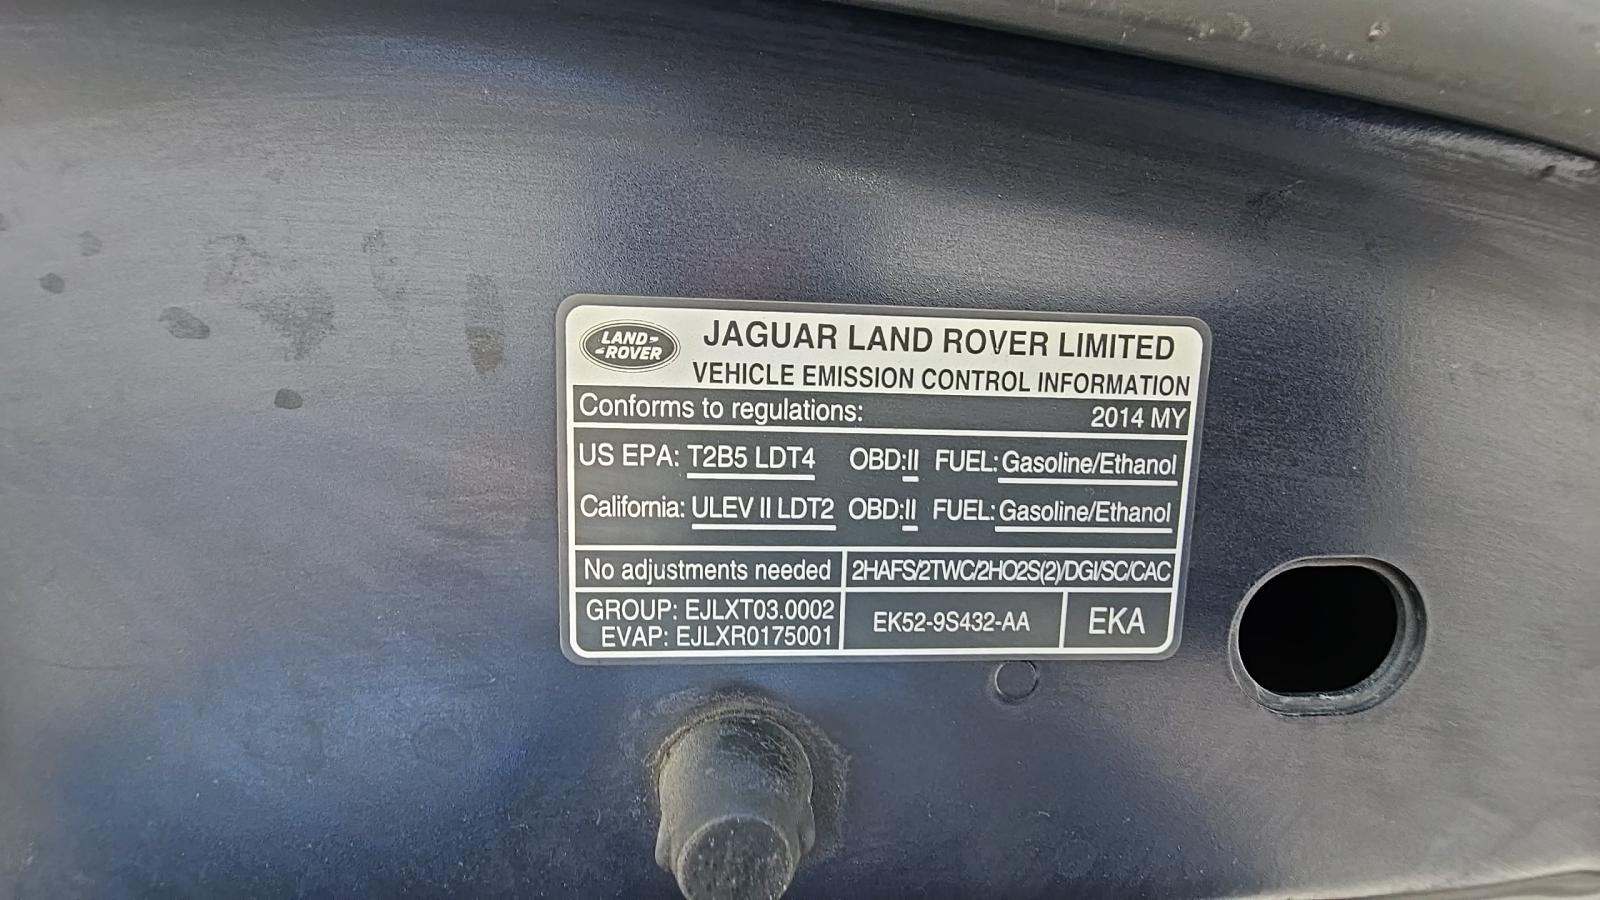 LAND-
-ROVER
JAGUAR LAND ROVER LIMITED
VEHICLE EMISSION CONTROL INFORMATION
Conforms to regulations: 2014 MY
US EPA: T2B5 LDT4 OBD:II FUEL: Gasoline/Ethanol
California: ULEV II LDT2 OBD:II FUEL: Gasoline/Ethanol
No adjustments needed 2HAFS/2TWC/2HO2S(2)/DGI/SC/CAC
GROUP: EJLXT03.0002
EVAP: EJLXR0175001
EK52-9S432-AA EKA